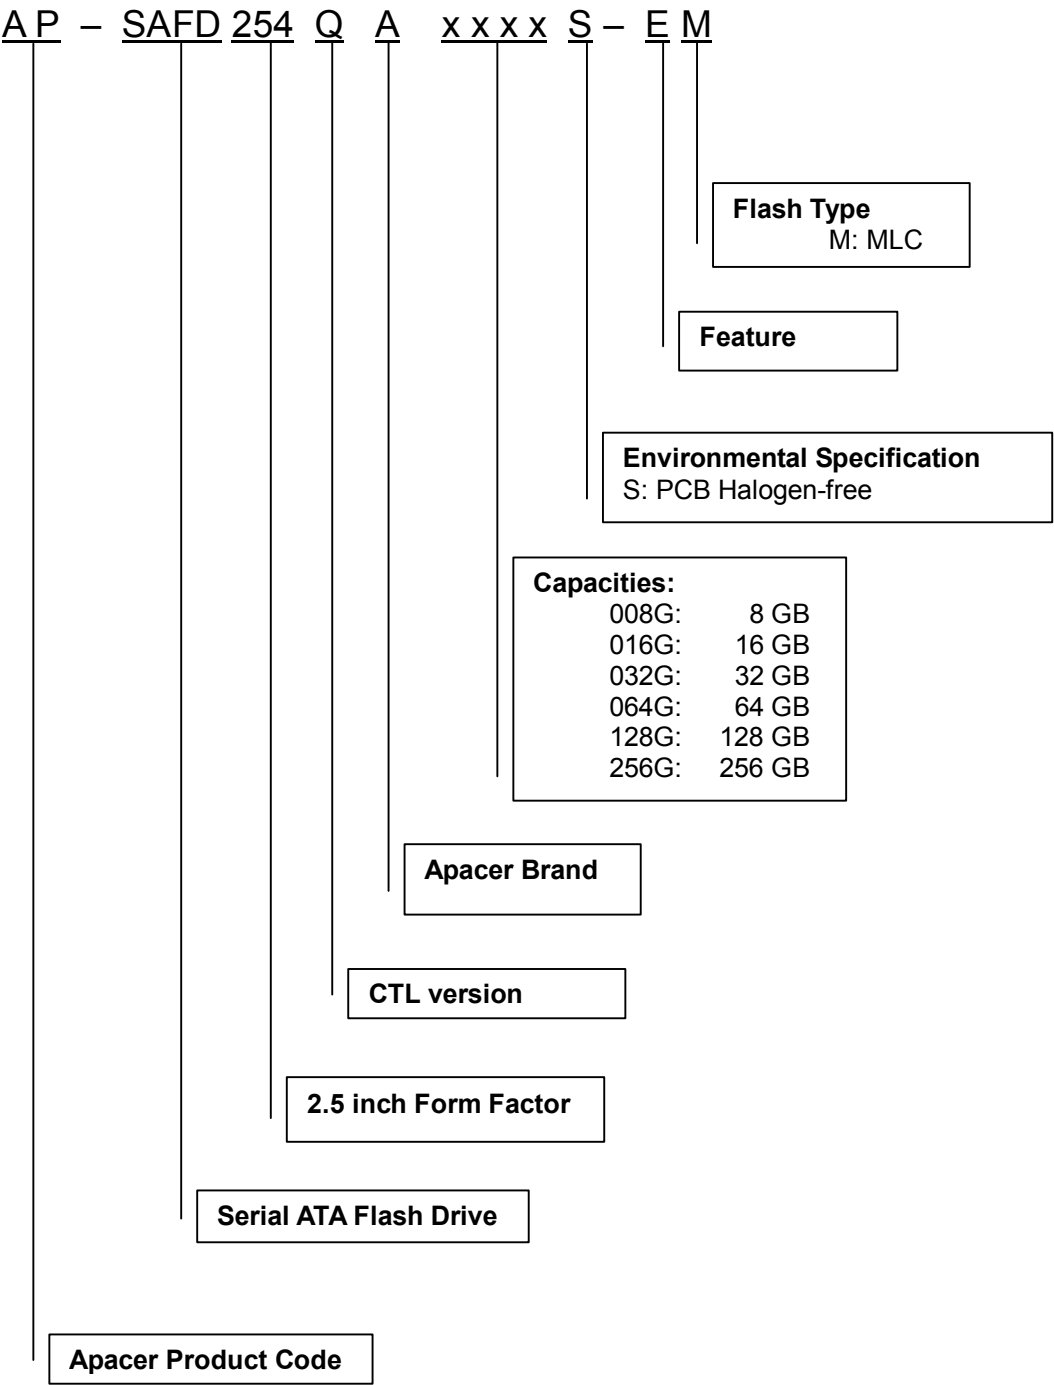 AP – SAFD 254 Q A xxxx S – E M
Flash Type
M: MLC
Feature
Environmental Specification
S: PCB Halogen-free
Capacities:
008G: 8 GB
016G: 16 GB
032G: 32 GB
064G: 64 GB
128G: 128 GB
256G: 256 GB
Apacer Brand
CTL version
2.5 inch Form Factor
Serial ATA Flash Drive
Apacer Product Code